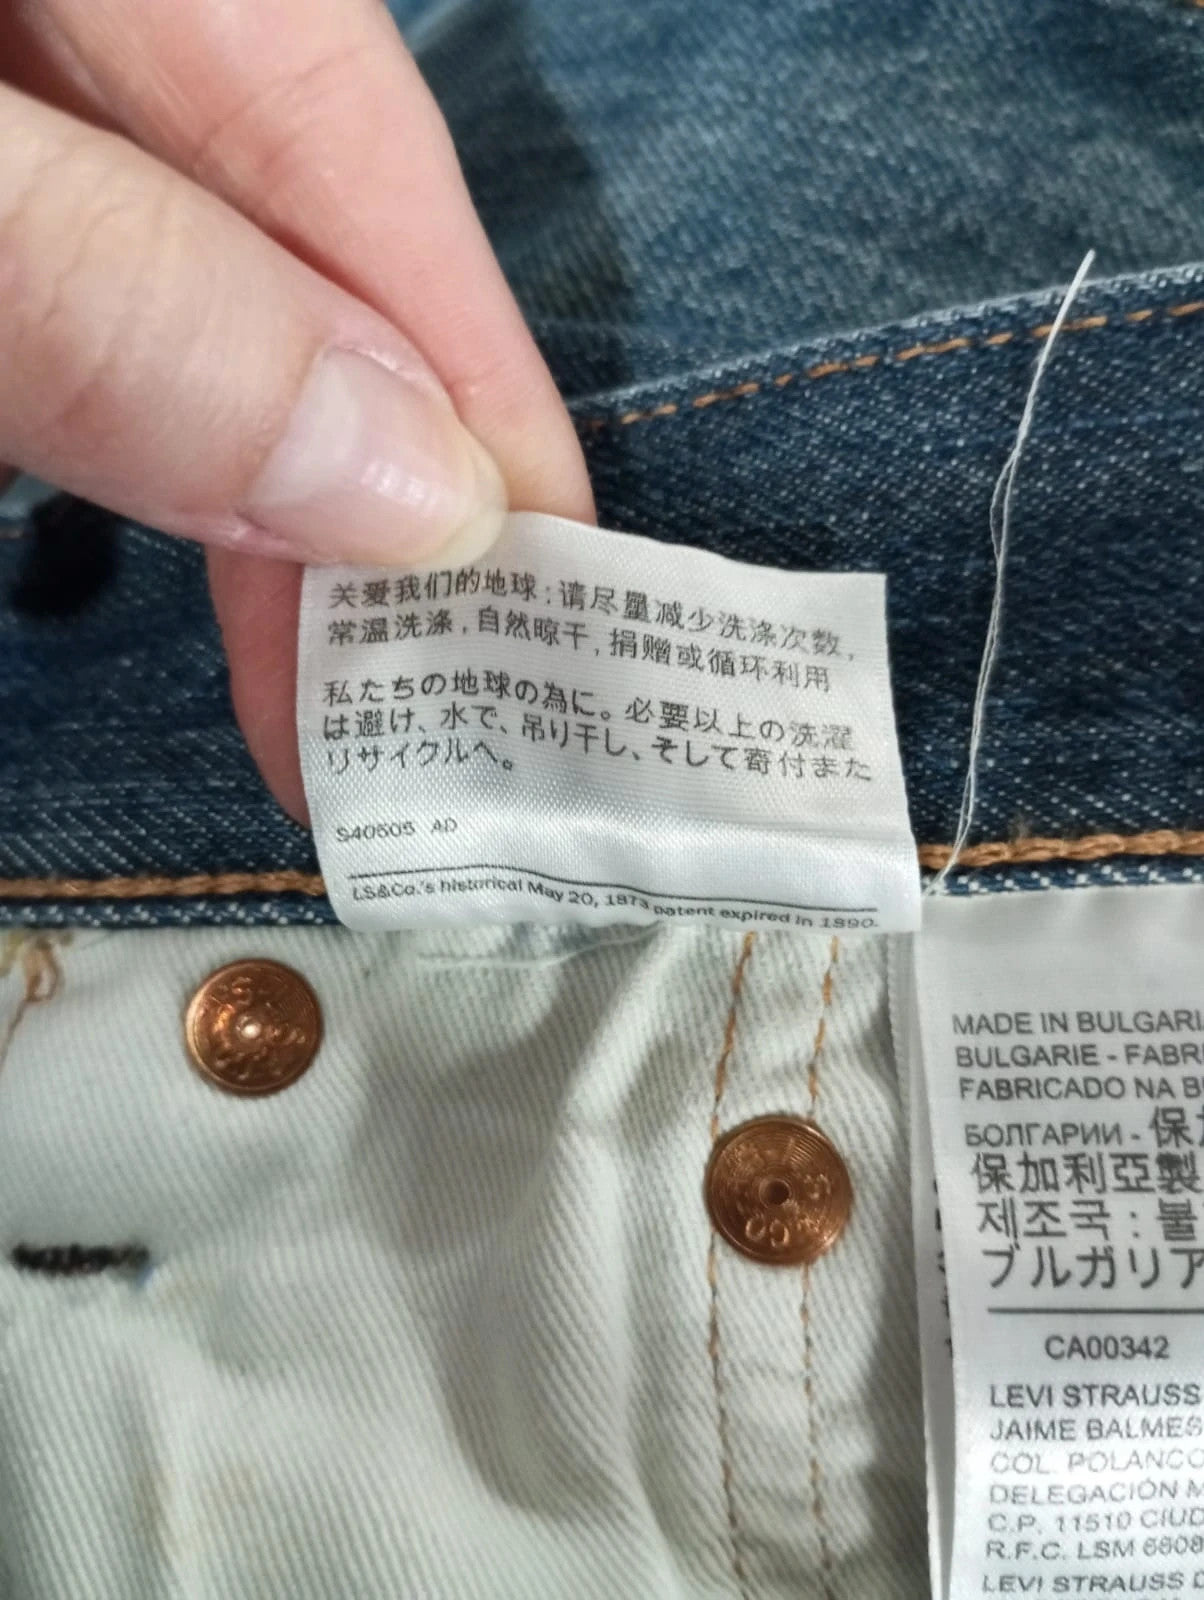 关爱我们的地球：请尽量减少洗涤次数，
常温洗涤，自然晾干，捐赠或循环利用
私たちの地球の為に。必要以上の洗濯
は避け、水で、吊り干し、そして寄付また
リサイクルへ。
S40505 AD
LS&Co.'s historical May 20, 1873 patent expired in 1890.
MADE IN BULGARI
BULGARIE - FABRI
FABRICADO NA B
БОЛГАРИИ - 保
保加利亞製
제조국 : 불
ブルガリア
CA00342
LEVI STRAUSS
JAIME BALMES
COL. POLANCO
DELEGACIÓN M
C.P. 11510 CIUD
R.F.C. LSM 6608
LEVI STRAUSS D